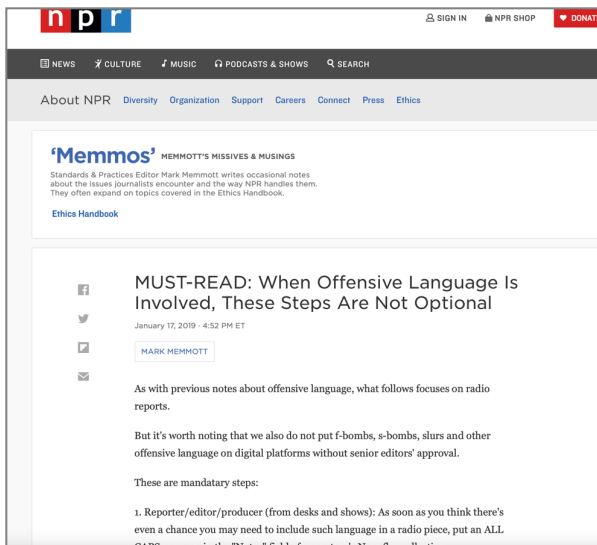 npr
SIGN IN NPR SHOP DONATE
NEWS CULTURE MUSIC PODCASTS & SHOWS SEARCH
About NPR Diversity Organization Support Careers Connect Press Ethics
‘Memmos’ MEMMOTT'S MISSIVES & MUSINGS
Standards & Practices Editor Mark Memmott writes occasional notes
about the issues journalists encounter and the way NPR handles them.
They often expand on topics covered in the Ethics Handbook.
Ethics Handbook
MUST-READ: When Offensive Language Is
Involved, These Steps Are Not Optional
January 17, 2019 · 4:52 PM ET
MARK MEMMOTT
As with previous notes about offensive language, what follows focuses on radio
reports.
But it's worth noting that we also do not put f-bombs, s-bombs, slurs and other
offensive language on digital platforms without senior editors' approval.
These are mandatary steps:
1. Reporter/editor/producer (from desks and shows): As soon as you think there's
even a chance you may need to include such language in a radio piece, put an ALL